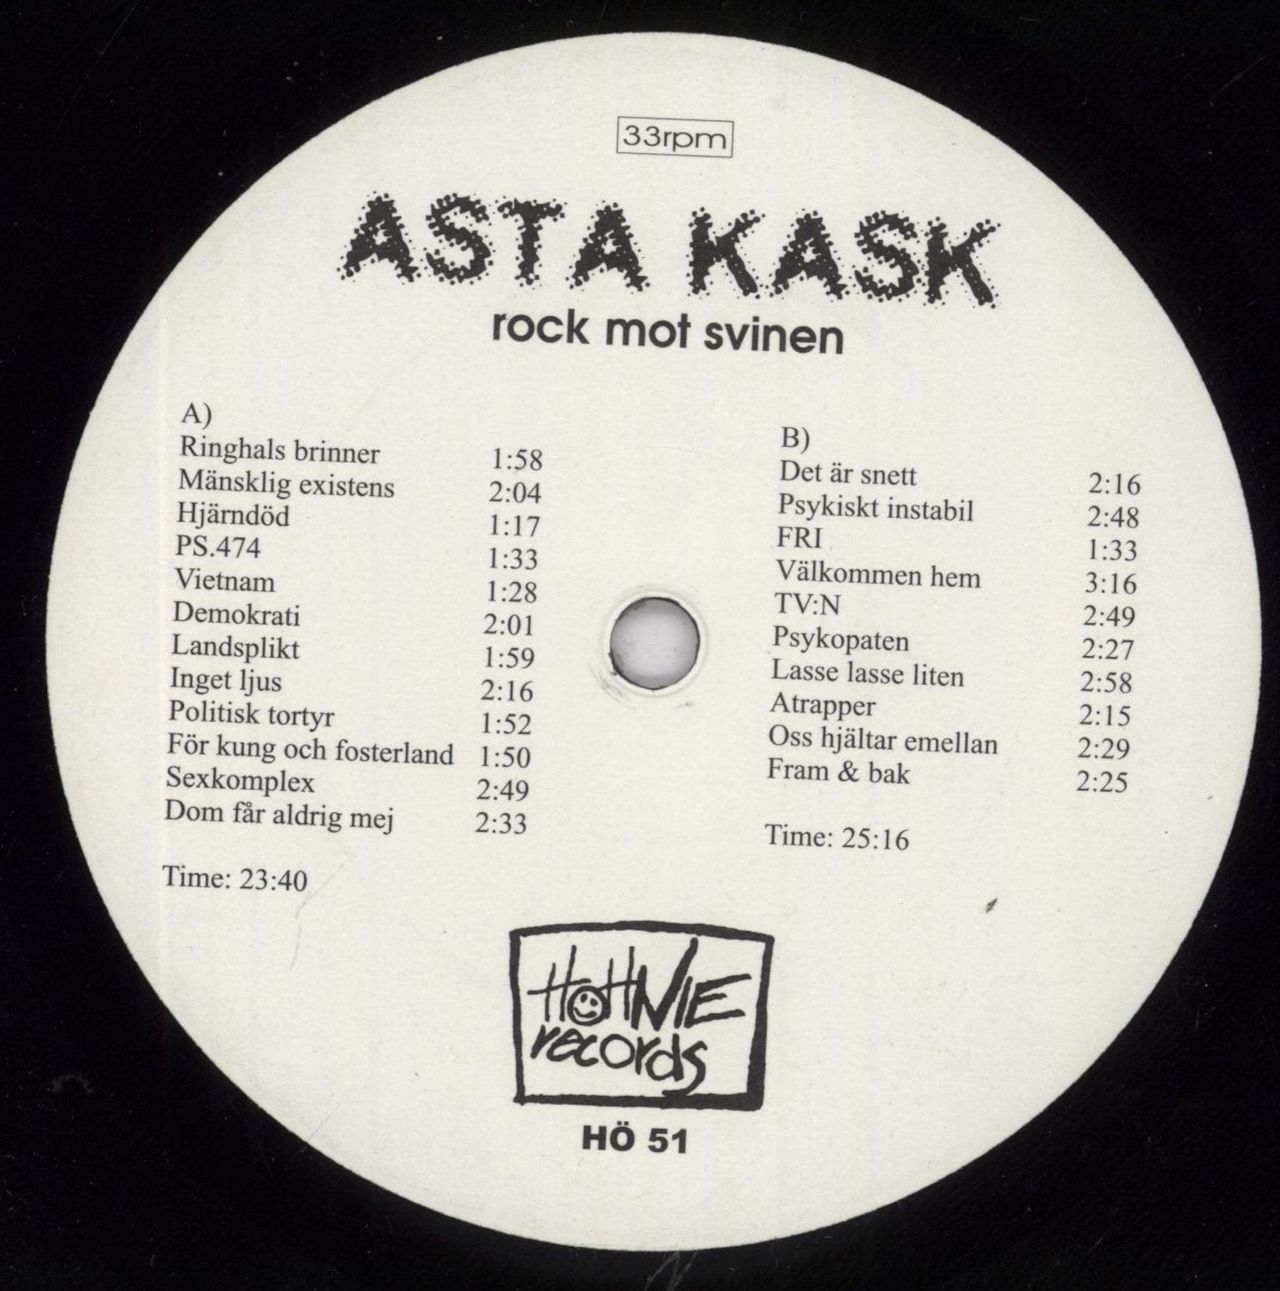 33rpm
ASTA KASK
rock mot svinen
A)
Ringhals brinner 1:58
Mänsklig existens 2:04
Hjärndöd 1:17
PS.474 1:33
Vietnam 1:28
Demokrati 2:01
Landsplikt 1:59
Inget ljus 2:16
Politisk tortyr 1:52
För kung och fosterland 1:50
Sexkomplex 2:49
Dom får aldrig mej 2:33
Time: 23:40
B)
Det är snett 2:16
Psykiskt instabil 2:48
FRI 1:33
Välkommen hem 3:16
TV:N 2:49
Psykopaten 2:27
Lasse lasse liten 2:58
Atrapper 2:15
Oss hjältar emellan 2:29
Fram & bak 2:25
Time: 25:16
HöHNIE
records
HÖ 51